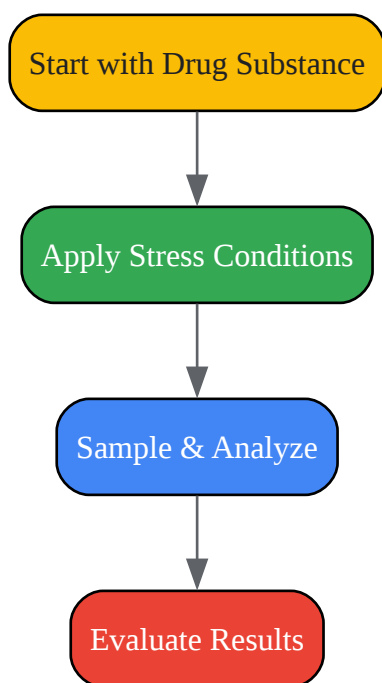 Start with Drug Substance
Apply Stress Conditions
Sample & Analyze
Evaluate Results